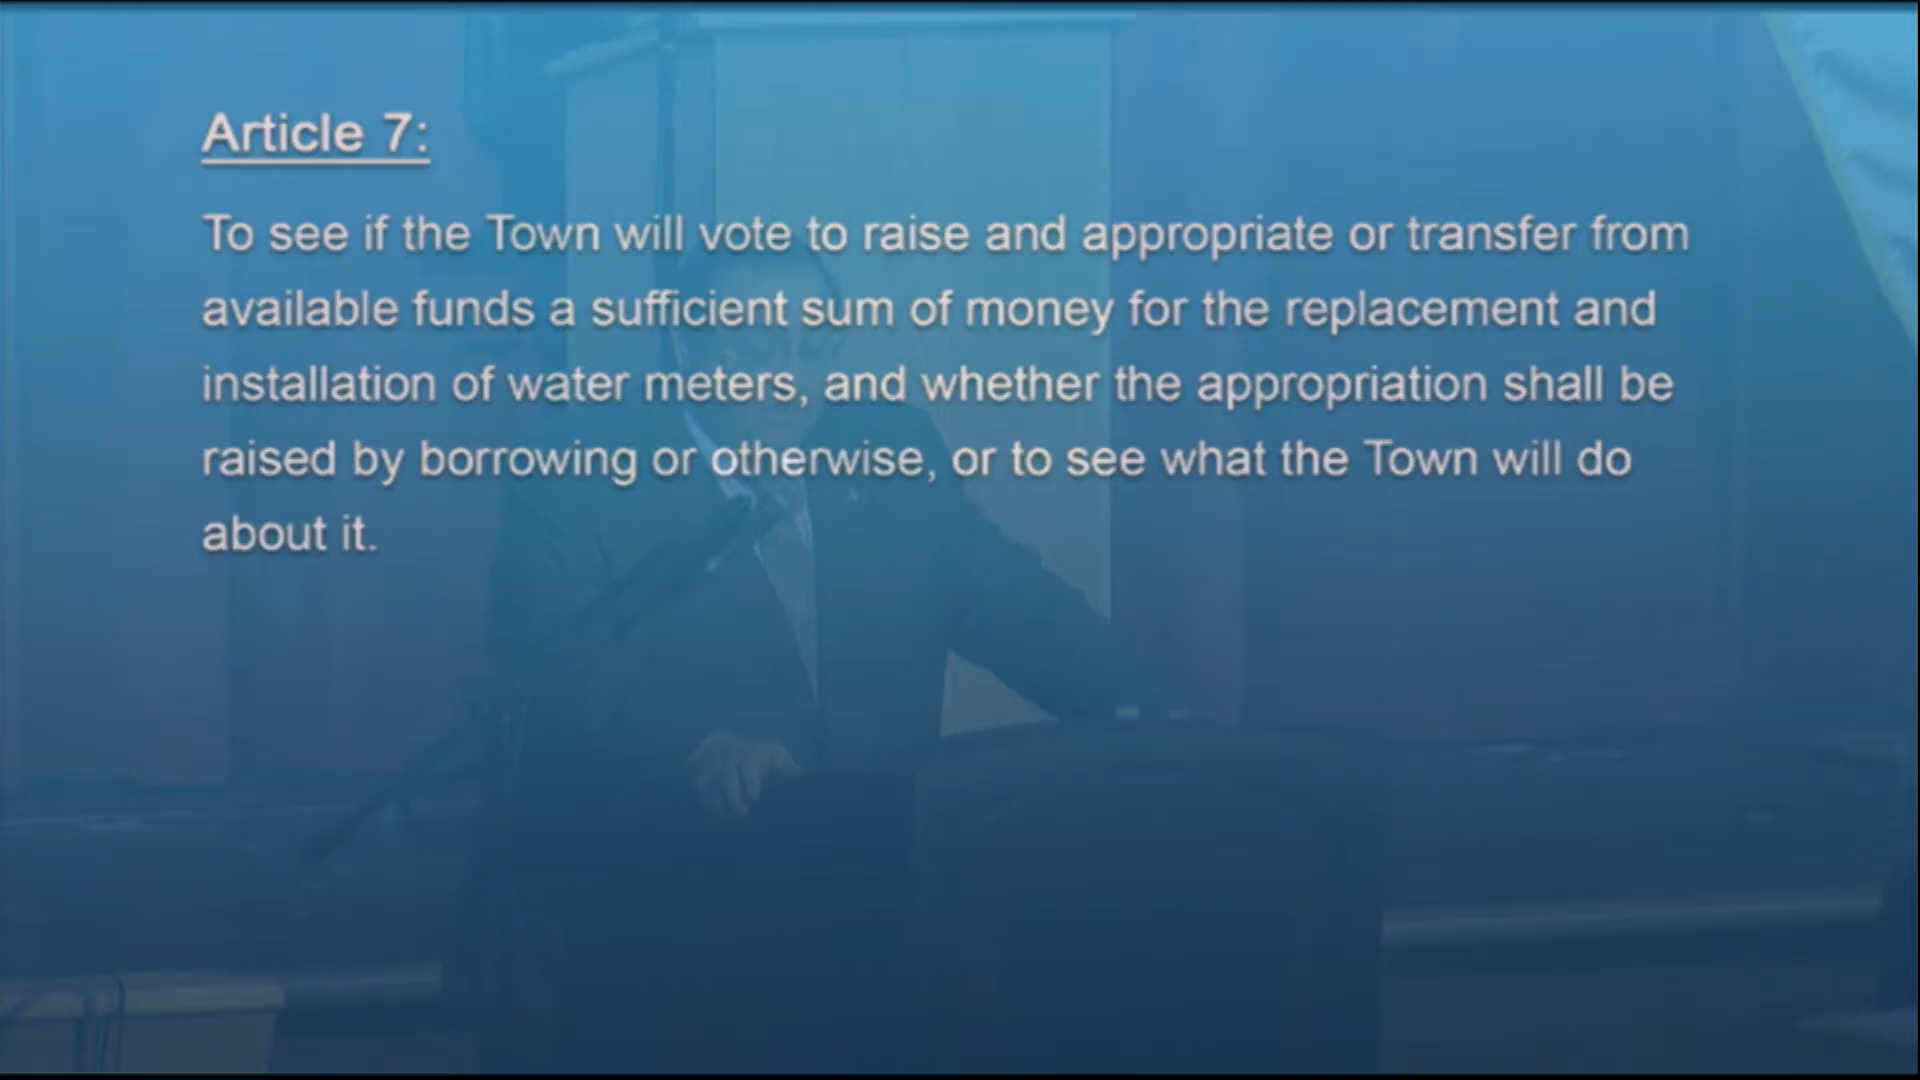 Article 7:
To see if the Town will vote to raise and appropriate or transfer from
available funds a sufficient sum of money for the replacement and
installation of water meters, and whether the appropriation shall be
raised by borrowing or otherwise, or to see what the Town will do
about it.